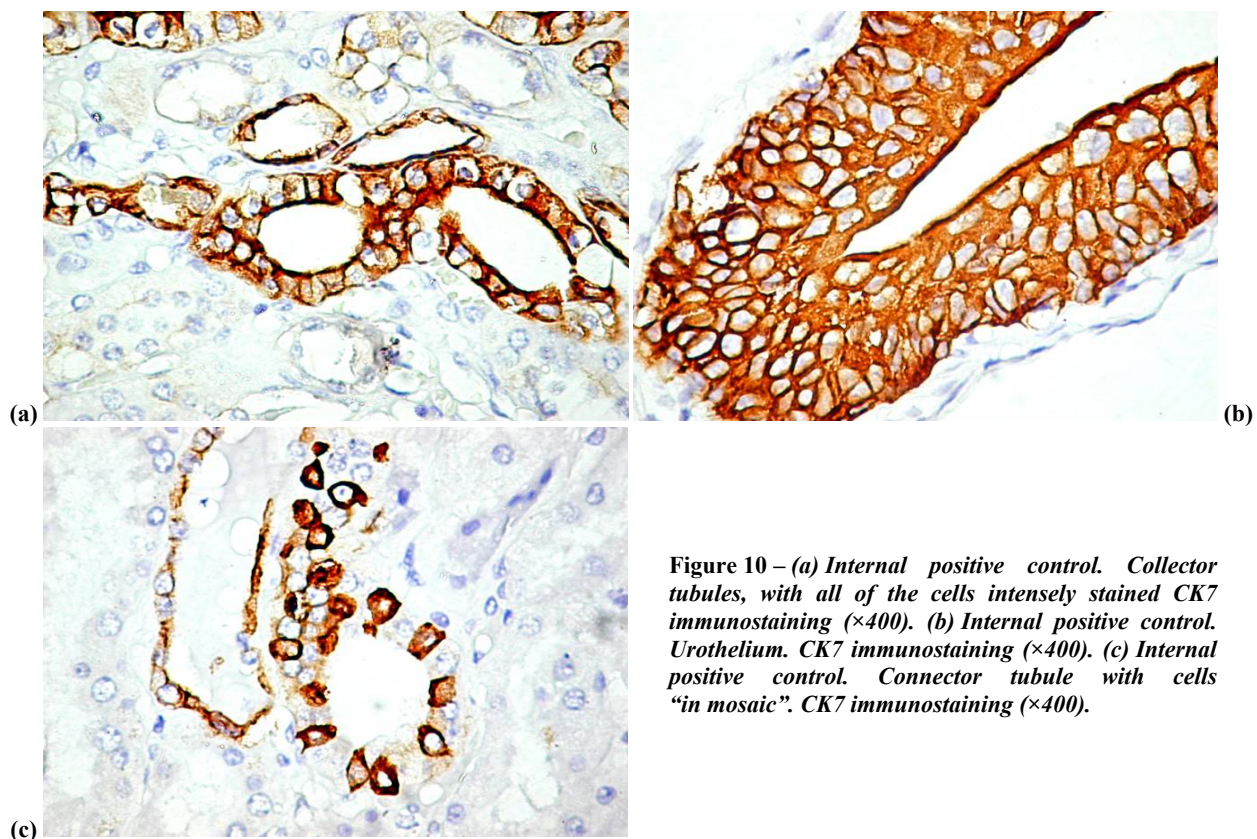 (a)
(b)
(c)
Figure 10 – (a) Internal positive control. Collector
tubules, with all of the cells intensely stained CK7
immunostaining (×400). (b) Internal positive control.
Urothelium. CK7 immunostaining (×400). (c) Internal
positive control. Connector tubule with cells
“in mosaic”. CK7 immunostaining (×400).